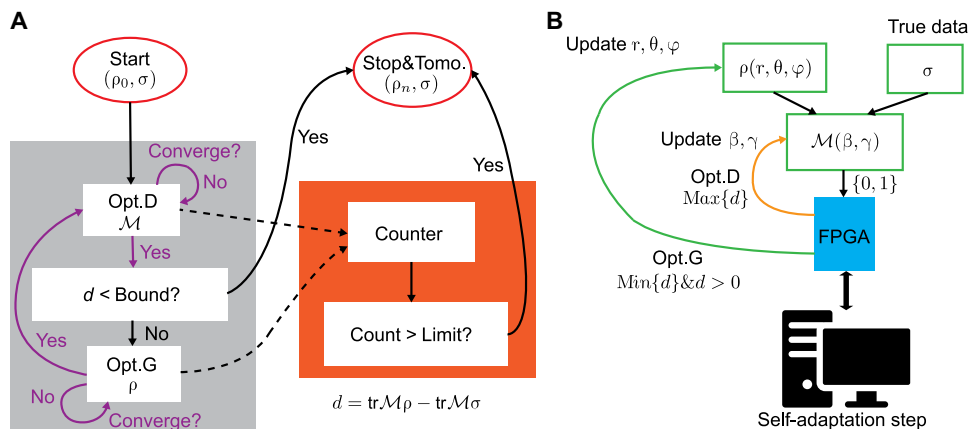 A
Start
(ρ₀, σ)
Stop&Tomo.
(ρₙ, σ)
Yes
Yes
Converge?
No
Opt.D
ℳ
Yes
Counter
d < Bound?
No
Yes
Opt.G
ρ
No
Converge?
Count > Limit?
d = trℳρ − trℳσ
B
True data
Update r, θ, φ
ρ(r, θ, φ)
σ
Update β, γ
ℳ(β, γ)
Opt.D
Max{d}
{0, 1}
FPGA
Opt.G
Min{d}&d > 0
Self-adaptation step